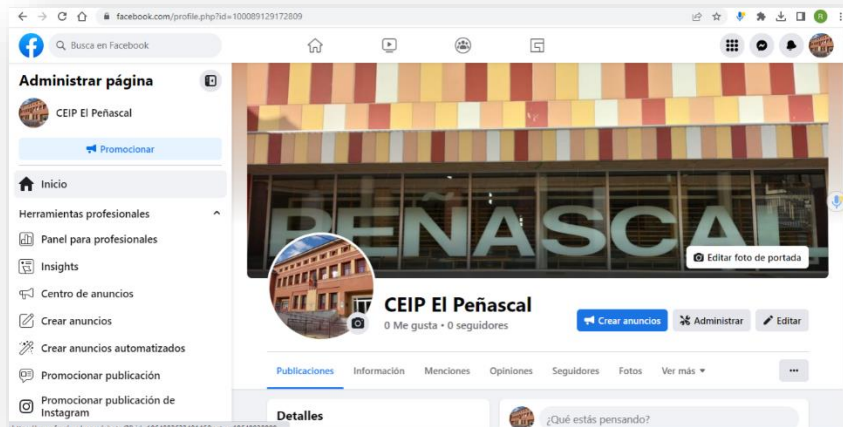 facebook.com/profile.php?id=100089129172809
Busca en Facebook
Administrar página
CEIP El Peñascal
Promocionar
Inicio
Herramientas profesionales
Panel para profesionales
Insights
Centro de anuncios
Crear anuncios
Crear anuncios automatizados
Promocionar publicación
Promocionar publicación de
Instagram
PEÑASCAL
Editar foto de portada
CEIP El Peñascal
0 Me gusta • 0 seguidores
Crear anuncios
Administrar
Editar
Publicaciones
Información
Menciones
Opiniones
Seguidores
Fotos
Ver más
Detalles
¿Qué estás pensando?
R